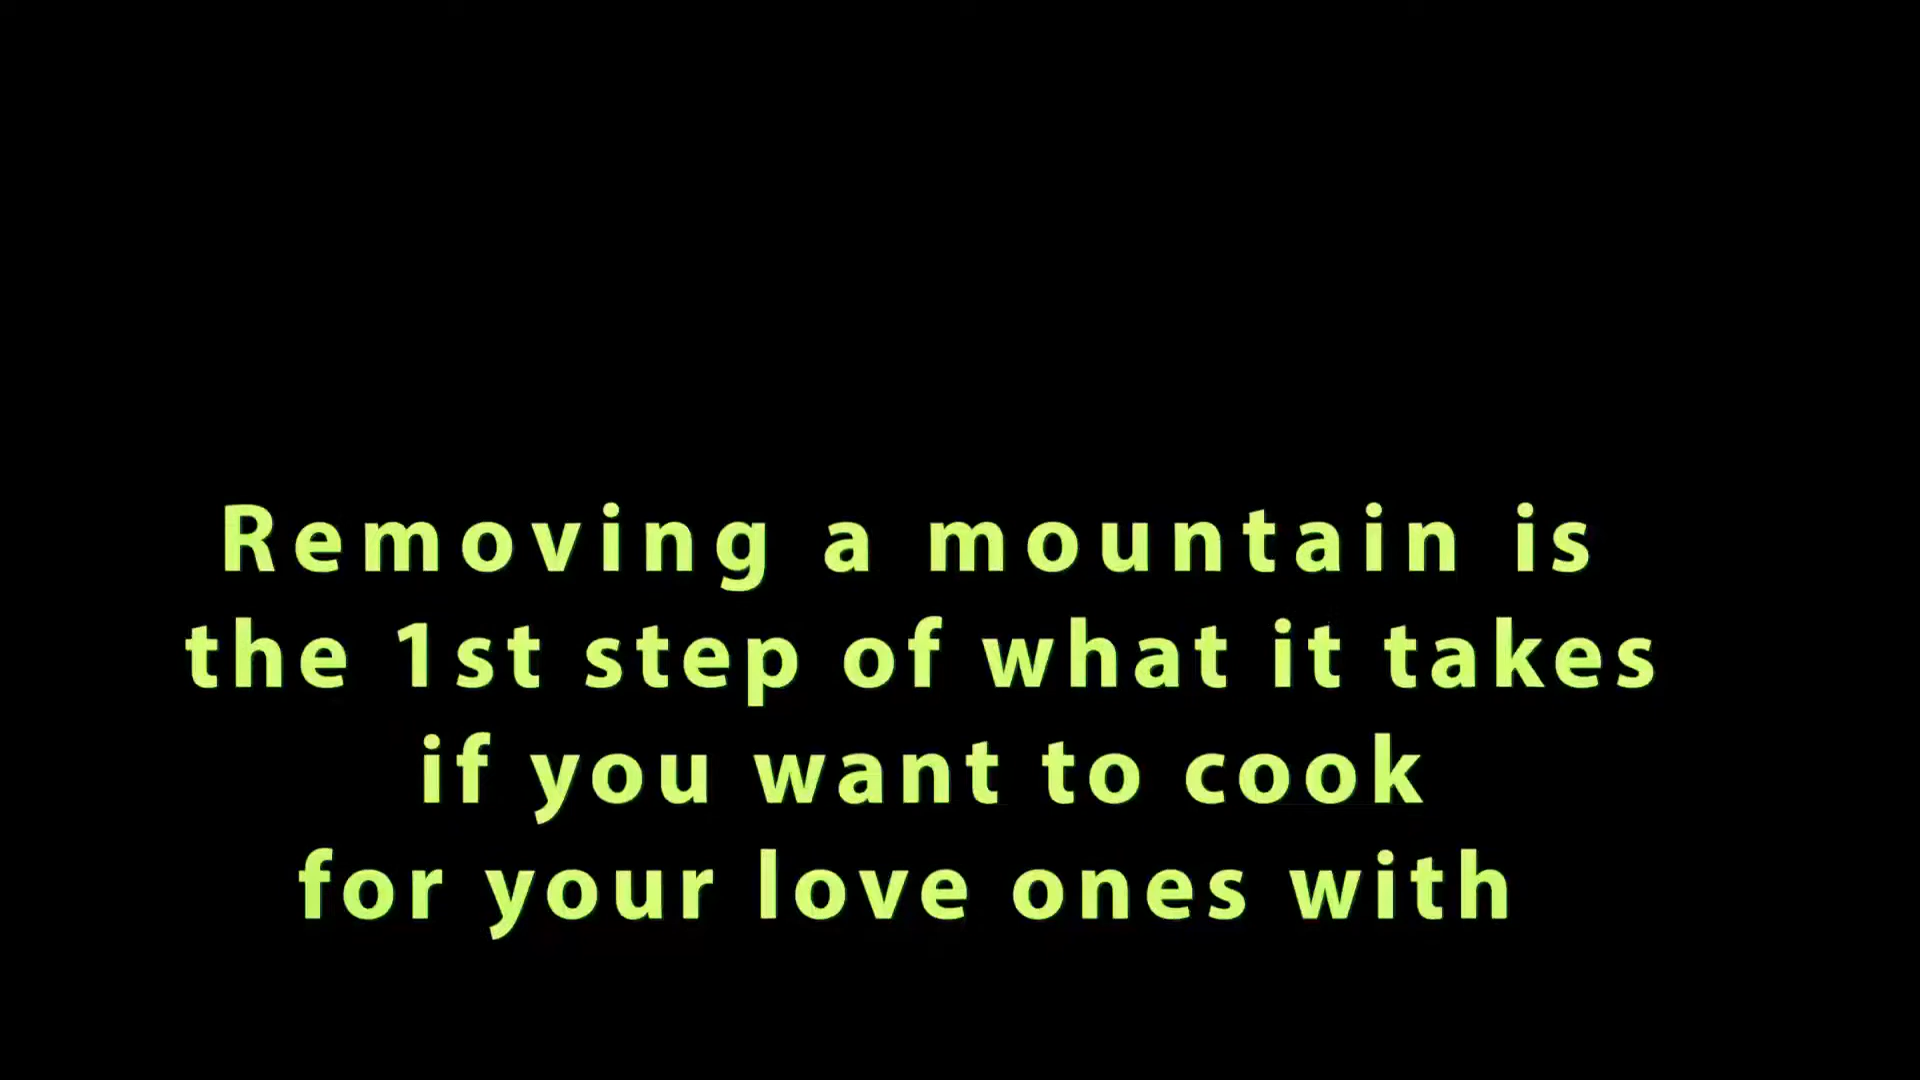 Removing a mountain is
the 1st step of what it takes
if you want to cook
for your love ones with